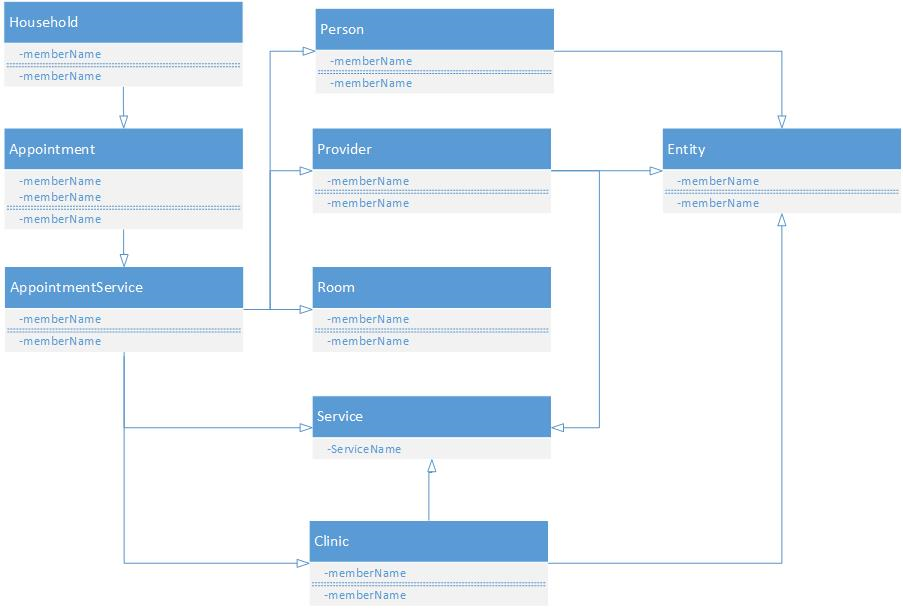 Household
-memberName
-memberName
Appointment
-memberName
-memberName
-memberName
AppointmentService
-memberName
-memberName
Person
-memberName
-memberName
Provider
-memberName
-memberName
Room
-memberName
-memberName
Service
-ServiceName
Clinic
-memberName
-memberName
Entity
-memberName
-memberName